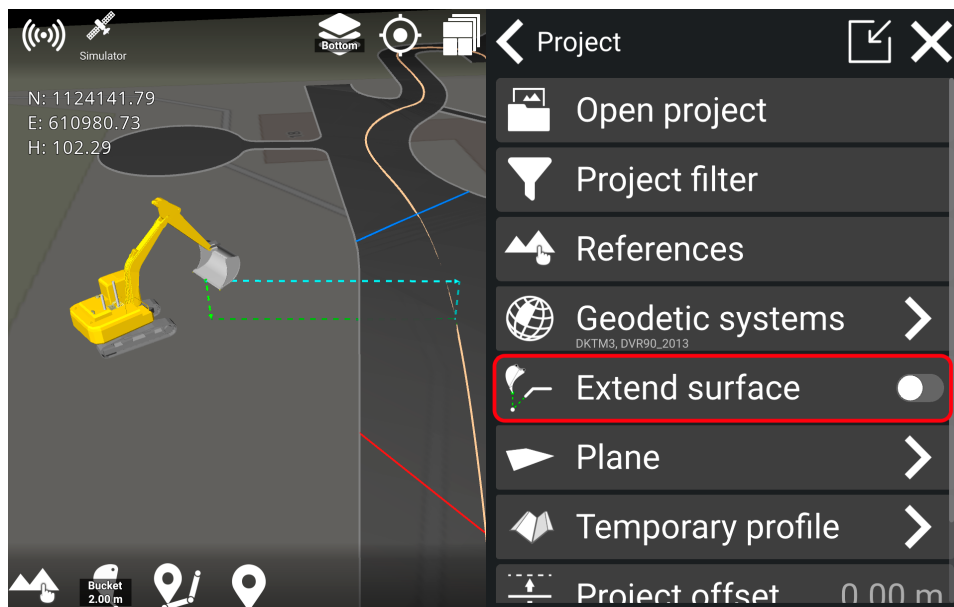 Simulator
Bottom
N: 1124141.79
E: 610980.73
H: 102.29
Bucket
2.00 m
Project
Open project
Project filter
References
Geodetic systems
DKTM3, DVR90_2013
Extend surface
Plane
Temporary profile
Project offset 0.00 m